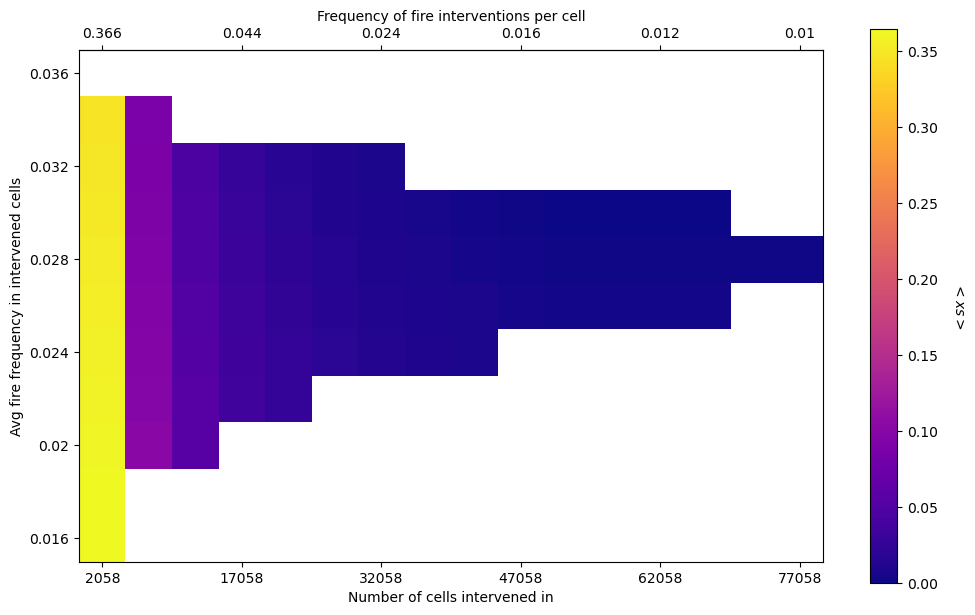 Frequency of fire interventions per cell
0.366 0.044 0.024 0.016 0.012 0.01
0.036
0.032
0.028
0.024
0.02
0.016
Avg fire frequency in intervened cells
2058 17058 32058 47058 62058 77058
Number of cells intervened in
0.35
0.30
0.25
0.20
0.15
0.10
0.05
0.00
< sx >